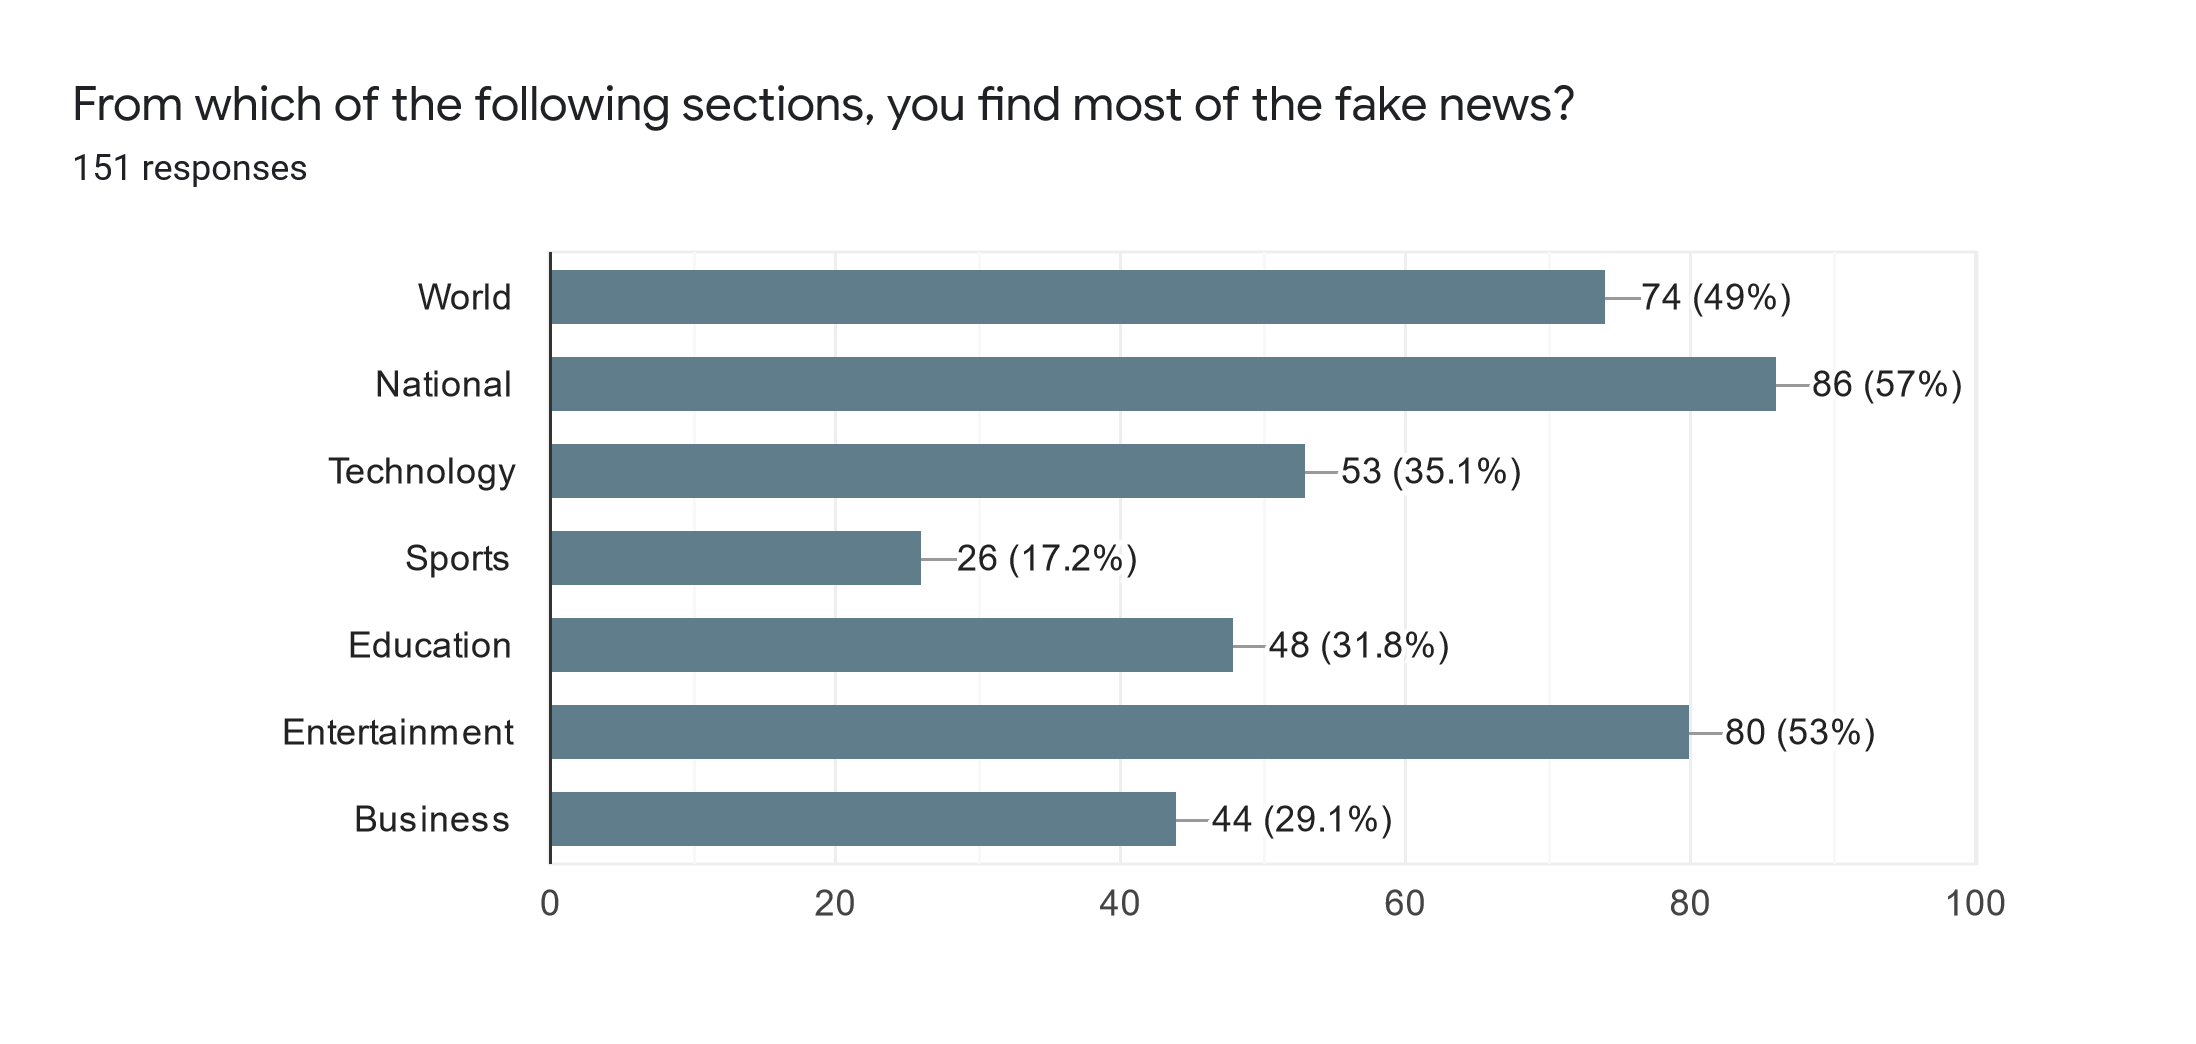 From which of the following sections, you find most of the fake news?
151 responses
World 74 (49%)
National 86 (57%)
Technology 53 (35.1%)
Sports 26 (17.2%)
Education 48 (31.8%)
Entertainment 80 (53%)
Business 44 (29.1%)
0 20 40 60 80 100